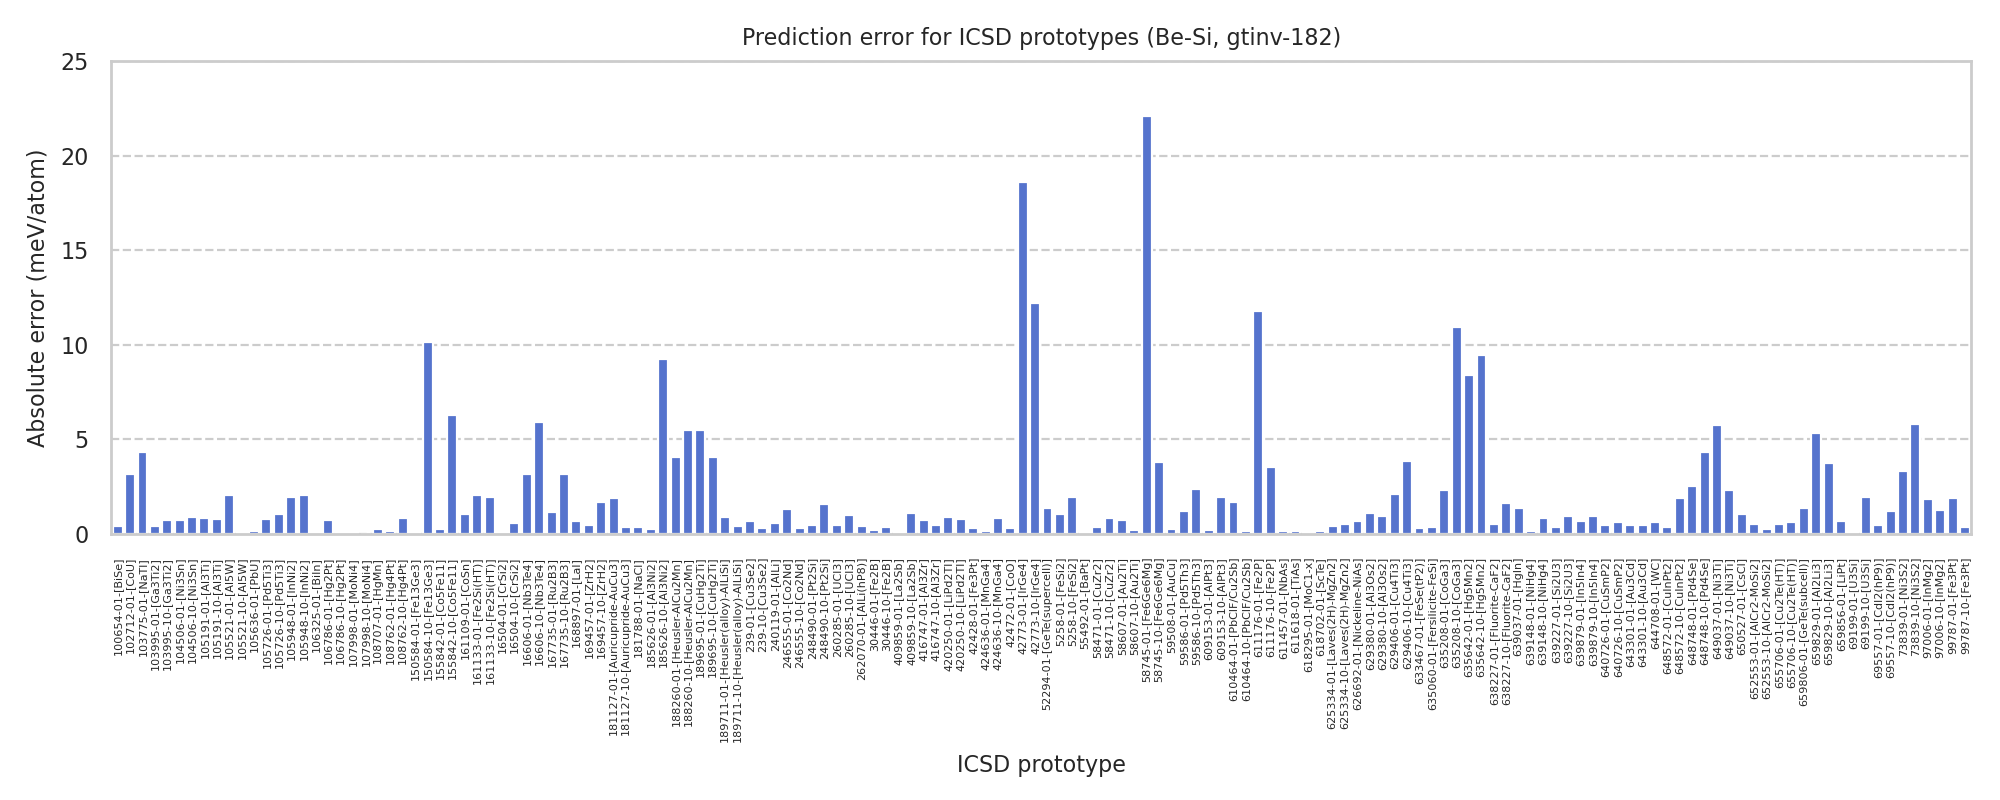 Prediction error for ICSD prototypes (Be-Si, gtinv-182)
Absolute error (meV/atom)
25
20
15
10
5
0
100654-01-[BiSe]
102712-01-[CoU]
103775-01-[NaTl]
103995-01-[Ga3Ti2]
103995-10-[Ga3Ti2]
104506-01-[Ni3Sn]
104506-10-[Ni3Sn]
105191-01-[Al3Ti]
105191-10-[Al3Ti]
105521-01-[Al5W]
105521-10-[Al5W]
105636-01-[PbU]
105726-01-[Pd5Ti3]
105726-10-[Pd5Ti3]
105948-01-[InNi2]
105948-10-[InNi2]
106325-01-[BiIn]
106786-01-[Hg2Pt]
106786-10-[Hg2Pt]
107998-01-[MoNi4]
107998-10-[MoNi4]
108707-01-[HgMn]
108762-01-[Hg4Pt]
108762-10-[Hg4Pt]
150584-01-[Fe13Ge3]
150584-10-[Fe13Ge3]
155842-01-[Co5Fe11]
155842-10-[Co5Fe11]
161109-01-[CoSn]
161133-01-[Fe2Si(HT)]
161133-10-[Fe2Si(HT)]
16504-01-[CrSi2]
16504-10-[CrSi2]
16606-01-[Nb3Te4]
16606-10-[Nb3Te4]
167735-01-[Ru2B3]
167735-10-[Ru2B3]
168897-01-[LaI]
169457-01-[ZrH2]
169457-10-[ZrH2]
181127-01-[Auricupride-AuCu3]
181127-10-[Auricupride-AuCu3]
181788-01-[NaCl]
185626-01-[Al3Ni2]
185626-10-[Al3Ni2]
188260-01-[Heusler-AlCu2Mn]
188260-10-[Heusler-AlCu2Mn]
189695-01-[CuHg2Ti]
189695-10-[CuHg2Ti]
189711-01-[Heusler(alloy)-AlLiSi]
189711-10-[Heusler(alloy)-AlLiSi]
239-01-[Cu3Se2]
239-10-[Cu3Se2]
240119-01-[AlLi]
246555-01-[Co2Nd]
246555-10-[Co2Nd]
248490-01-[Pt2Si]
248490-10-[Pt2Si]
260285-01-[UCl3]
260285-10-[UCl3]
262070-01-[AlLi(hP8)]
30446-01-[Fe2B]
30446-10-[Fe2B]
409859-01-[La2Sb]
409859-10-[La2Sb]
416747-01-[Al3Zr]
416747-10-[Al3Zr]
420250-01-[LiPd2Tl]
420250-10-[LiPd2Tl]
42428-01-[Fe3Pt]
424636-01-[MnGa4]
424636-10-[MnGa4]
42472-01-[CoO]
42773-01-[IrGe4]
42773-10-[IrGe4]
52294-01-[GeTe(supercell)]
5258-01-[FeSi2]
5258-10-[FeSi2]
55492-01-[BaPt]
58471-01-[CuZr2]
58471-10-[CuZr2]
58607-01-[Au2Ti]
58607-10-[Au2Ti]
58745-01-[Fe6Ge6Mg]
58745-10-[Fe6Ge6Mg]
59508-01-[AuCu]
59586-01-[Pd5Th3]
59586-10-[Pd5Th3]
609153-01-[AlPt3]
609153-10-[AlPt3]
610464-01-[PbClF/Cu2Sb]
610464-10-[PbClF/Cu2Sb]
611176-01-[Fe2P]
611176-10-[Fe2P]
611457-01-[NbAs]
611618-01-[TiAs]
618295-01-[MoC1-x]
618702-01-[ScTe]
625334-01-[Laves(2H)-MgZn2]
625334-10-[Laves(2H)-MgZn2]
626692-01-[Nickeline-NiAs]
629380-01-[Al3Os2]
629380-10-[Al3Os2]
629406-01-[Cu4Ti3]
629406-10-[Cu4Ti3]
633467-01-[FeSe(tP2)]
635060-01-[Fersilicite-FeSi]
635208-01-[CoGa3]
635208-10-[CoGa3]
635642-01-[Hg5Mn2]
635642-10-[Hg5Mn2]
638227-01-[Fluorite-CaF2]
638227-10-[Fluorite-CaF2]
639037-01-[HgIn]
639148-01-[NiHg4]
639148-10-[NiHg4]
639227-01-[Si2U3]
639227-10-[Si2U3]
639879-01-[In5In4]
639879-10-[In5In4]
640726-01-[CuSmP2]
640726-10-[CuSmP2]
643301-01-[Au3Cd]
643301-10-[Au3Cd]
644708-01-[WC]
648572-01-[CuInPt2]
648572-10-[CuInPt2]
648748-01-[Pd4Se]
648748-10-[Pd4Se]
649037-01-[Ni3Ti]
649037-10-[Ni3Ti]
650527-01-[CsCl]
652553-01-[AlCr2-MoSi2]
652553-10-[AlCr2-MoSi2]
655706-01-[Cu2Te(HT)]
655706-10-[Cu2Te(HT)]
659806-01-[GeTe(subcell)]
659829-01-[Al2Li3]
659829-10-[Al2Li3]
659856-01-[LiPt]
69199-01-[U3Si]
69199-10-[U3Si]
69557-01-[CdI2(hP9)]
69557-10-[CdI2(hP9)]
73839-01-[Ni3S2]
73839-10-[Ni3S2]
97006-01-[InMg2]
97006-10-[InMg2]
99787-01-[Fe3Pt]
99787-10-[Fe3Pt]
ICSD prototype